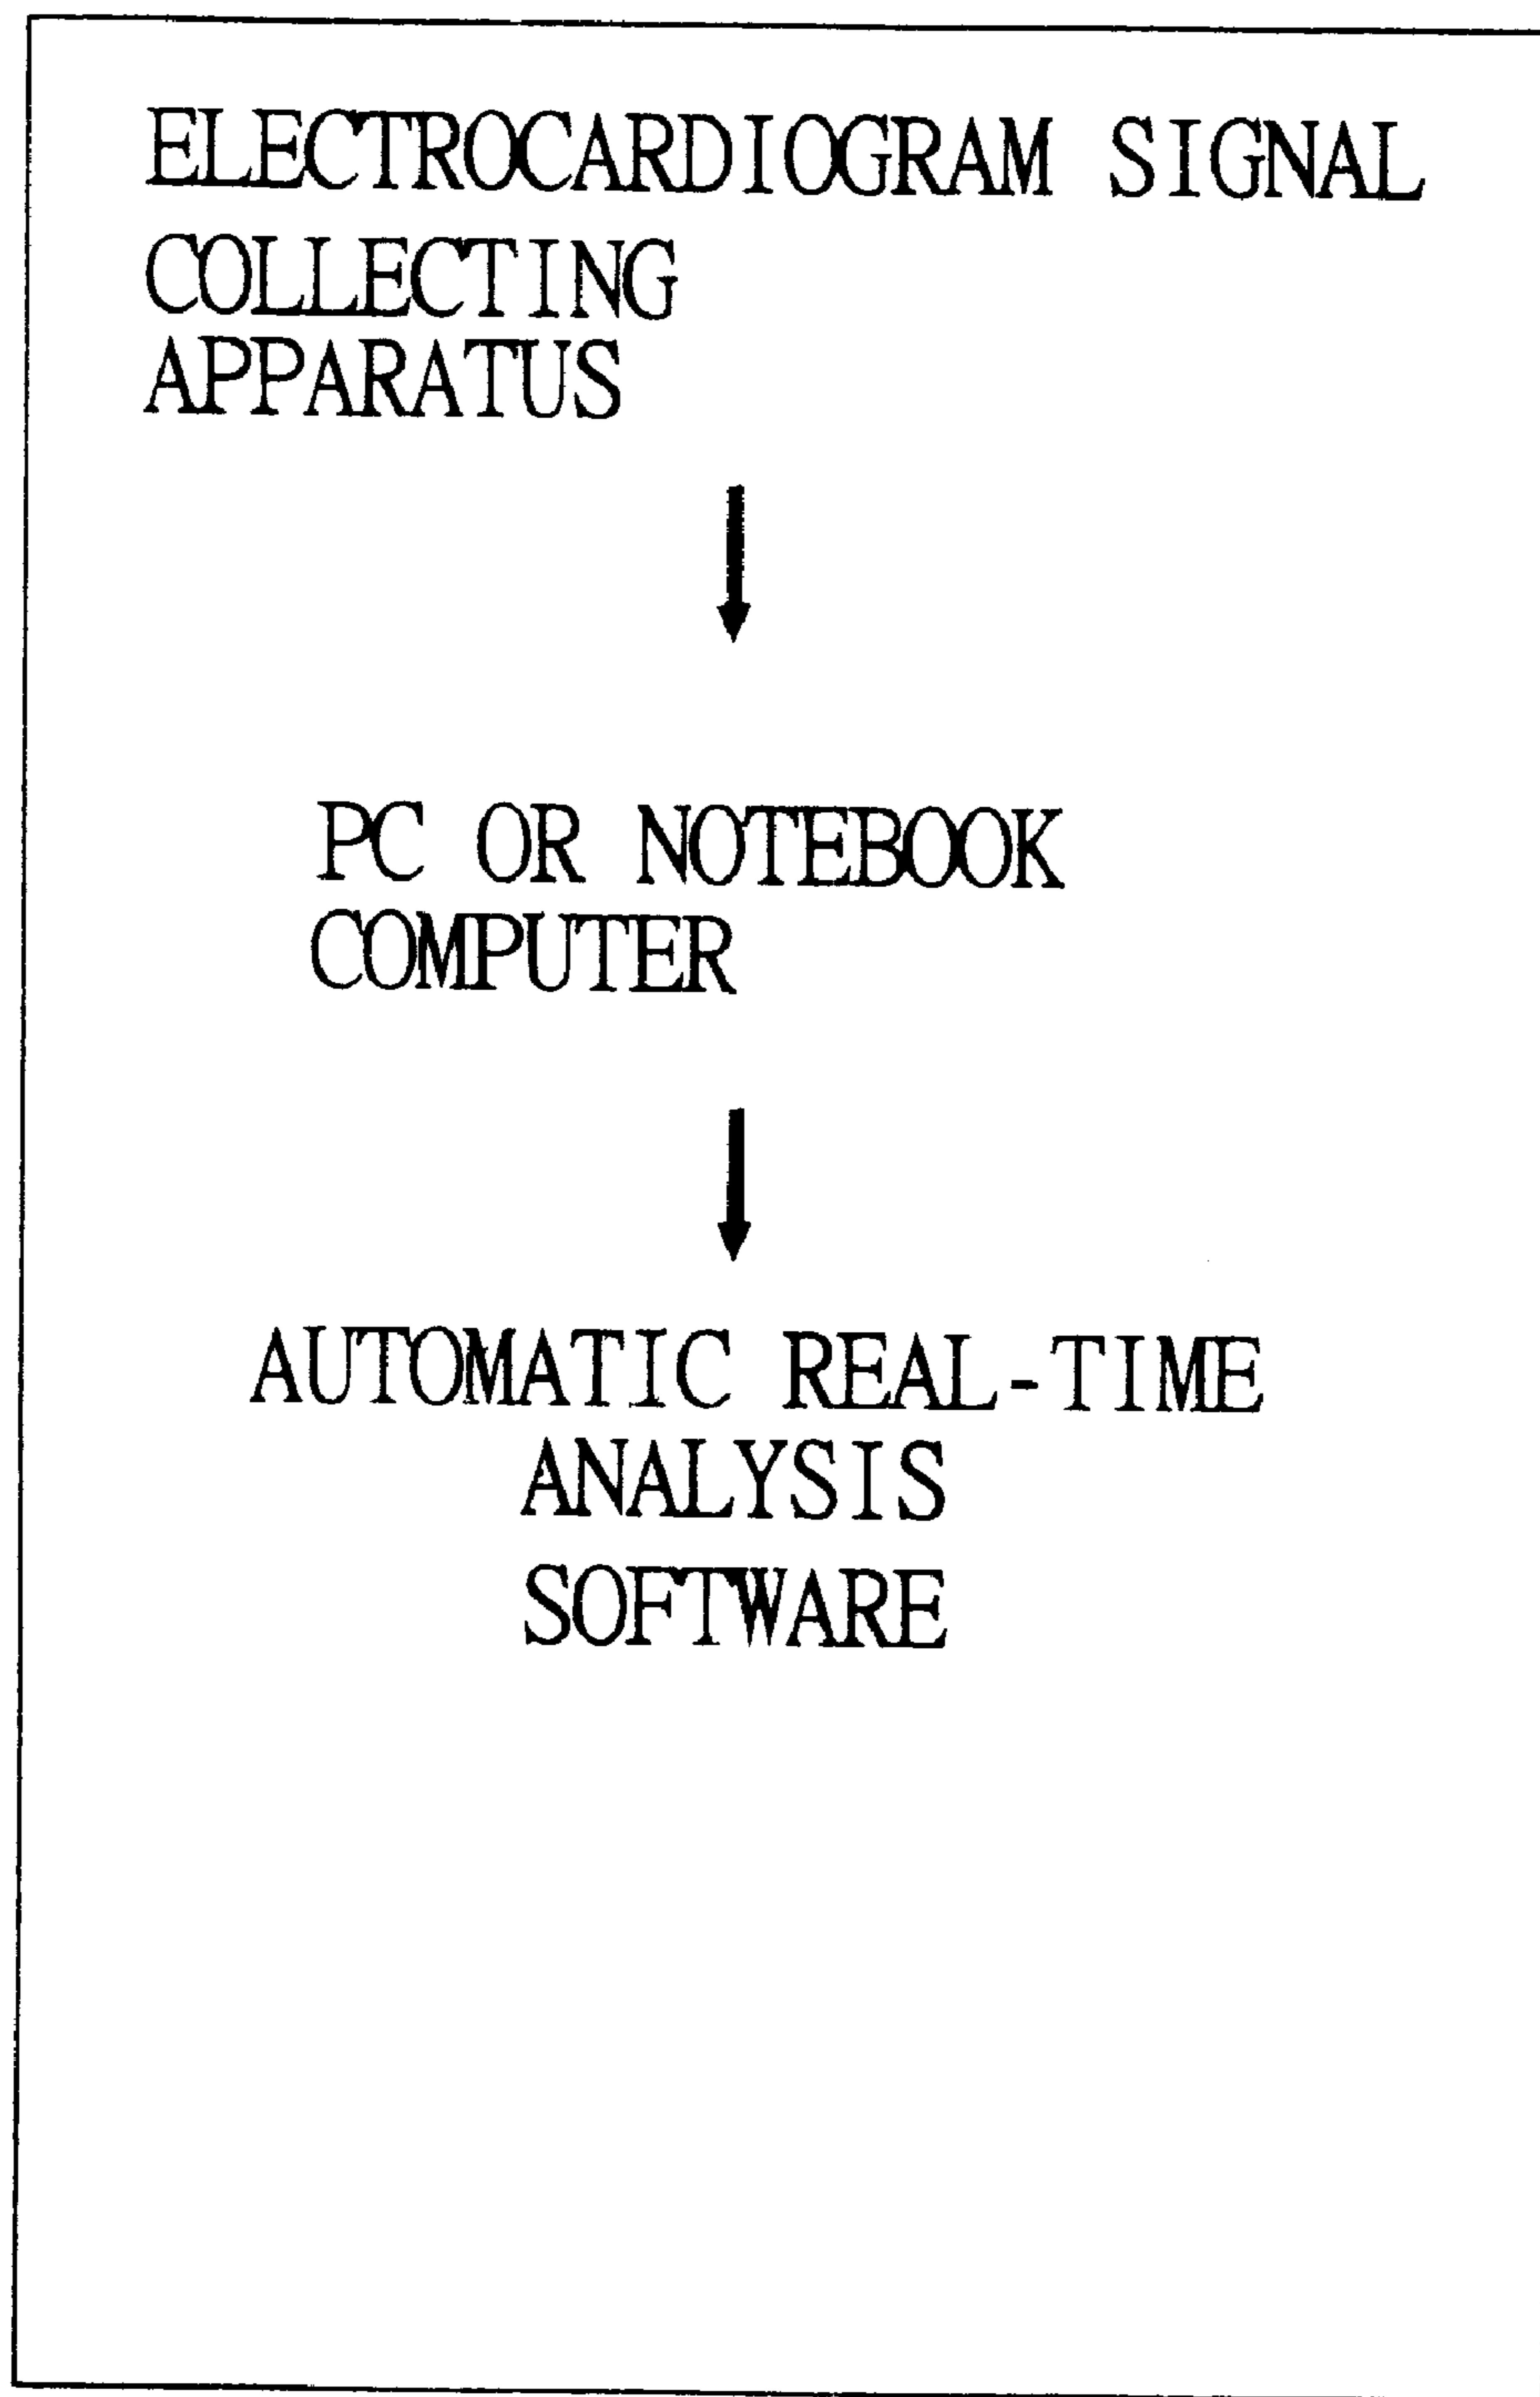 ELECTROCARDIOGRAM SIGNAL
COLLECTING
APPARATUS
PC OR NOTEBOOK
COMPUTER
AUTOMATIC REAL-TIME
ANALYSIS
SOFTWARE